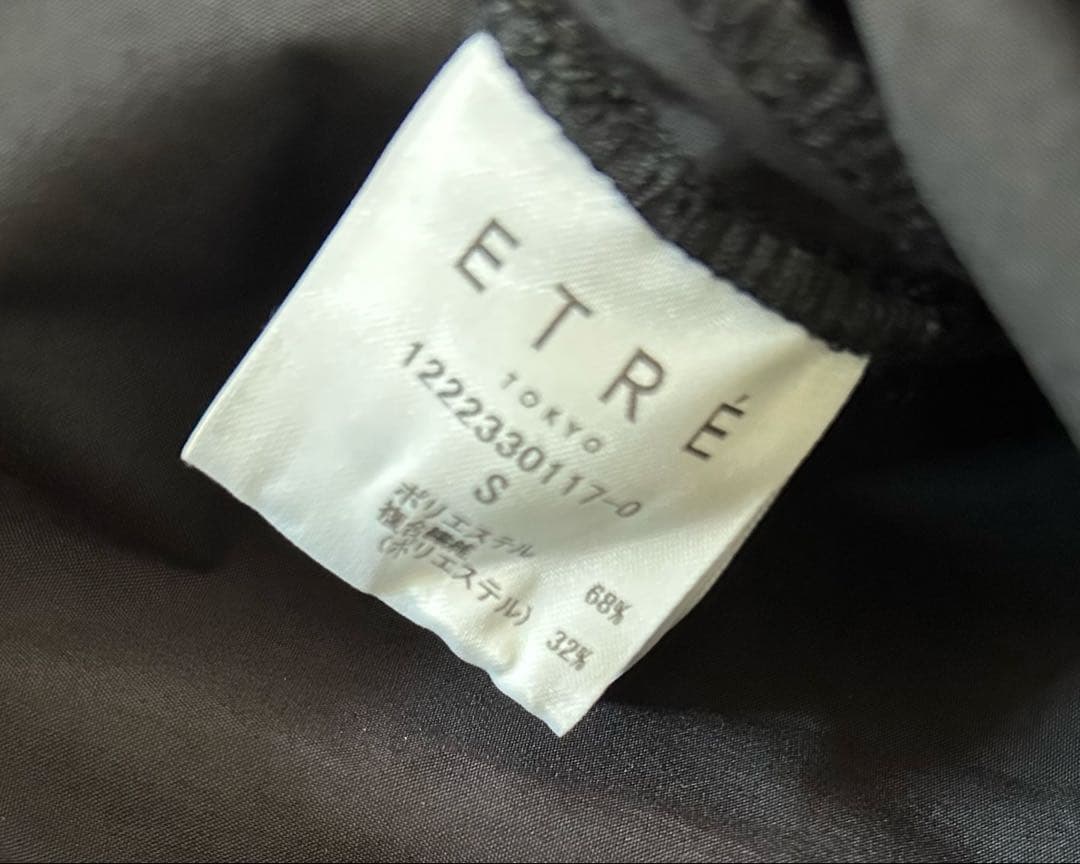 ETRÉ
TOKYO
1222330117-0
S
ポリエステル 68%
複合繊維
(ポリエステル) 32%